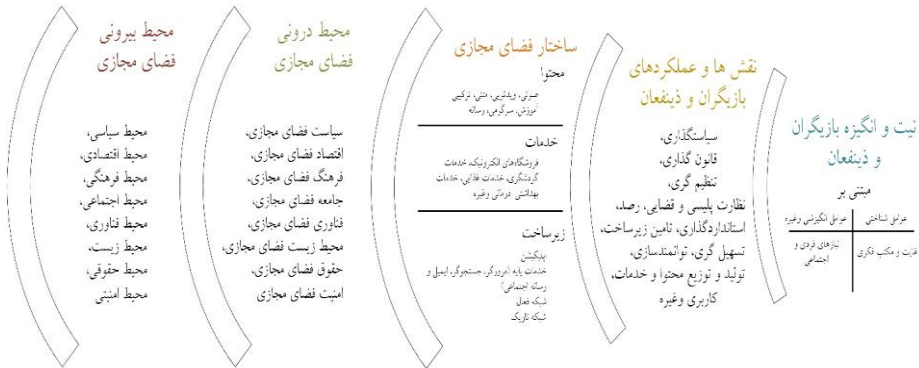 نیت و انگیزه بازیگران
و ذینفعان
مبتنی بر
عوامل شناختی
عوامل انگیزشی وغیره
غایت و مکتب فکری
نیازهای فردی و
اجتماعی
نقش ها و عملکردهای
بازیگران و ذینفعان
سیاستگذاری،
قانون گذاری،
تنظیم گری،
نظارت پلیسی و قضایی، رصد،
استانداردگذاری، تامین زیرساخت،
تسهیل گری، توانمندسازی،
تولید و توزیع محتوا و خدمات،
کاربری وغیره
ساختار فضای مجازی
محتوا
صوتی، ویدئویی، متنی، ترکیبی
آموزش، سرگرمی، رسانه
خدمات
فروشگاهای الکترونیک، خدمات
گردشگری، خدمات غذایی، خدمات
بهداشتی درمانی وغیره
زیرساخت
اپلیکیشن
خدمات پایه (مرورگر، جستجوگر، ایمیل و
رسانه اجتماعی)
شبکه فعال
شبکه تاریک
محیط درونی
فضای مجازی
سیاست فضای مجازی،
اقتصاد فضای مجازی،
فرهنگ فضای مجازی،
جامعه فضای مجازی،
فناوری فضای مجازی،
محیط زیست فضای مجازی،
حقوق فضای مجازی،
امنیت فضای مجازی
محیط بیرونی
فضای مجازی
محیط سیاسی،
محیط اقتصادی،
محیط فرهنگی،
محیط اجتماعی،
محیط فناوری،
محیط زیست،
محیط حقوقی،
محیط امنیتی